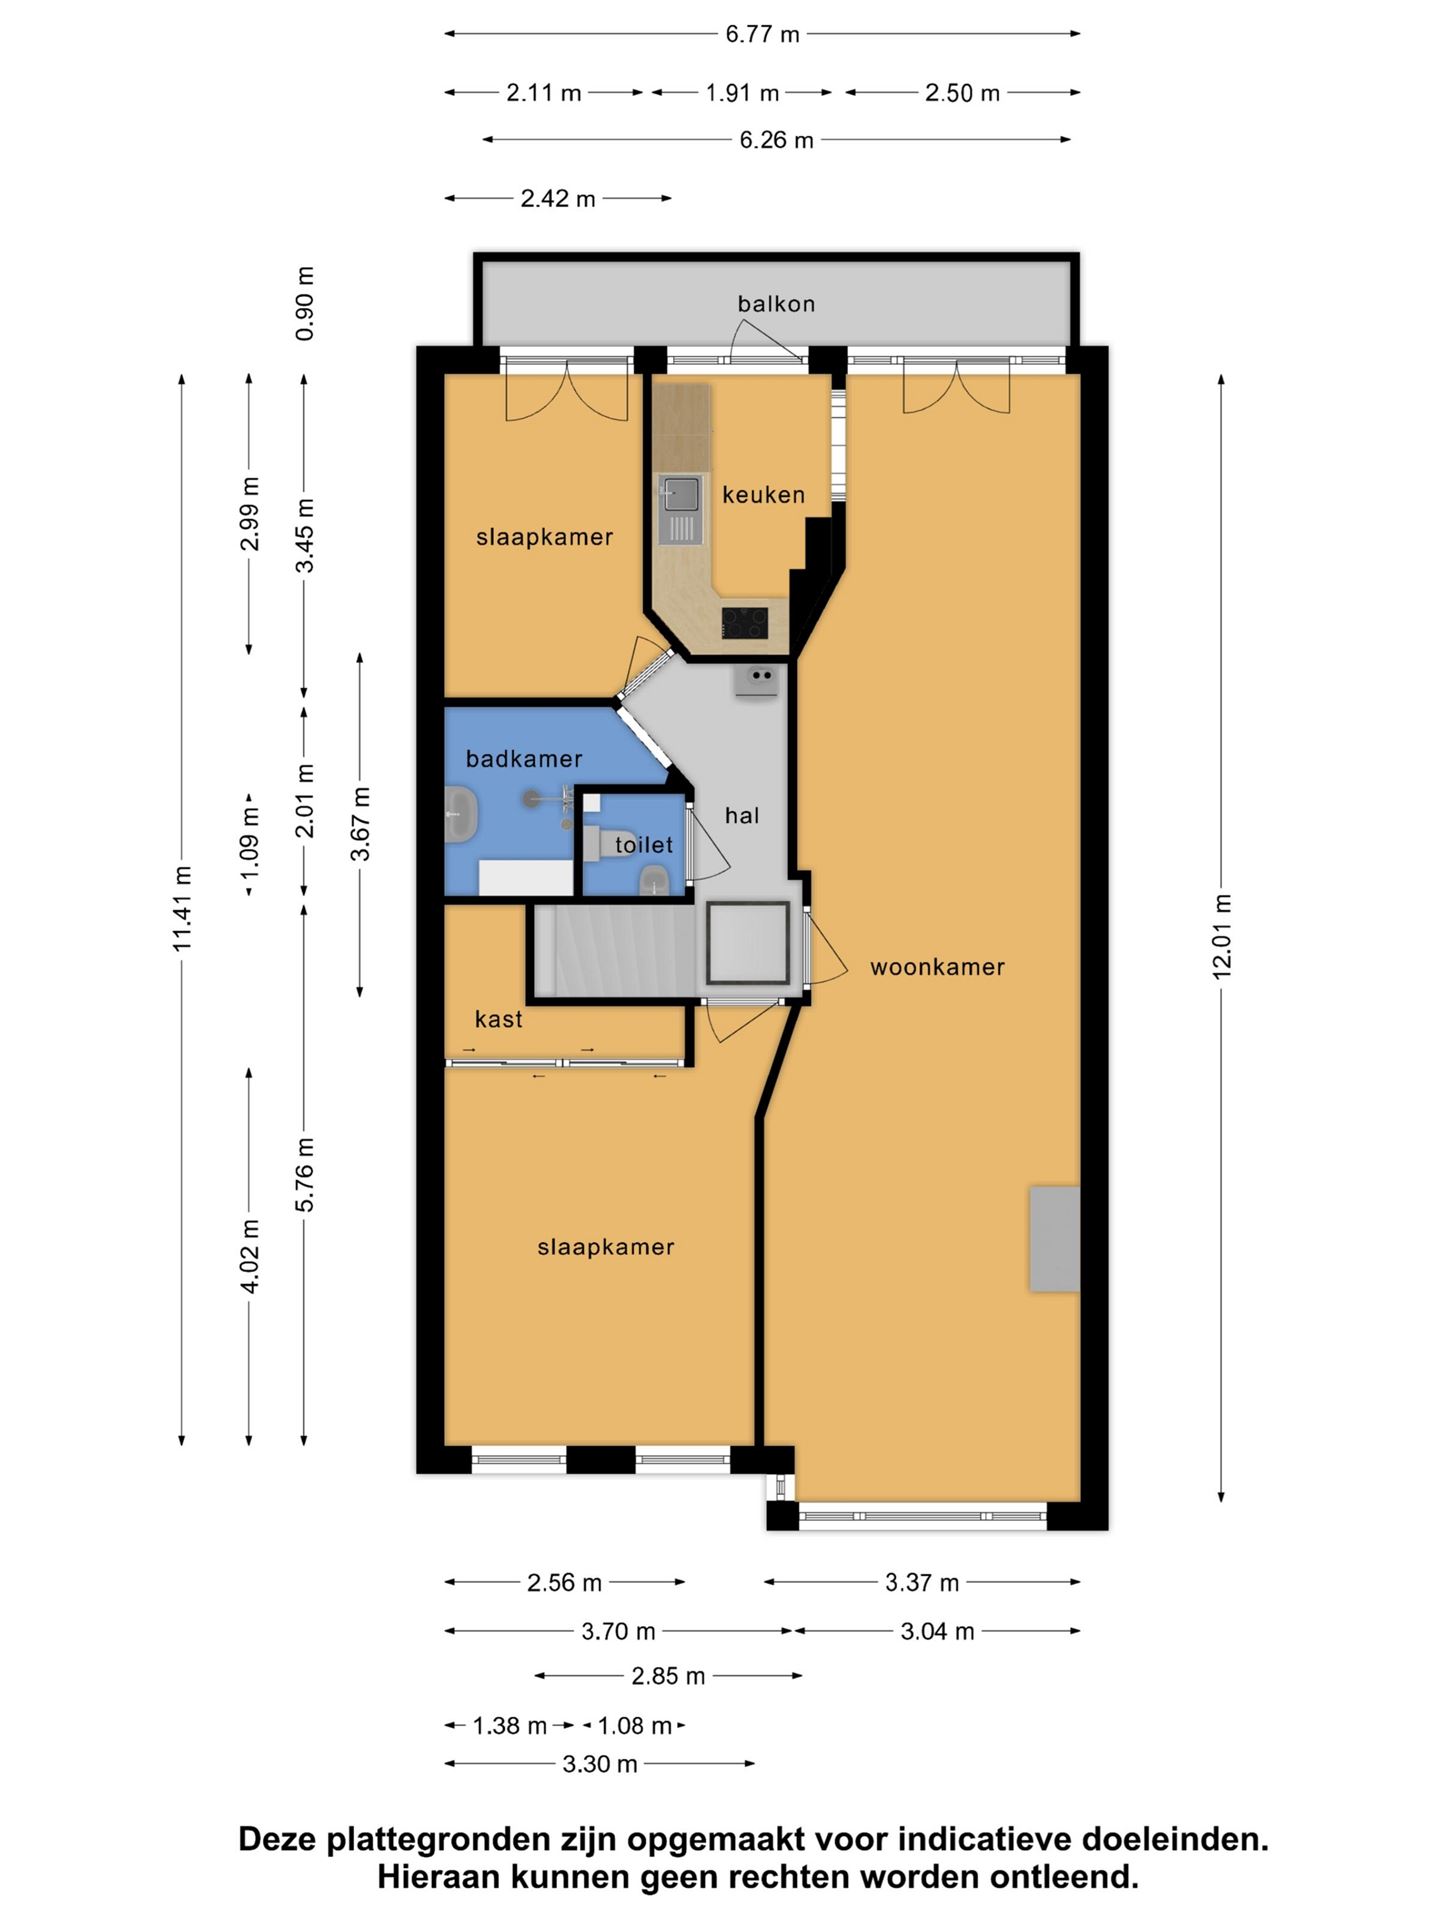 6.77 m
2.11 m 1.91 m 2.50 m
6.26 m
2.42 m
0.90 m
balkon
2.99 m
3.45 m
keuken
slaapkamer
badkamer
2.01 m
1.09 m
3.67 m
hal
toilet
11.41 m
12.01 m
woonkamer
kast
5.76 m
4.02 m
slaapkamer
2.56 m 3.37 m
3.70 m 3.04 m
2.85 m
1.38 m 1.08 m
3.30 m
Deze plattegronden zijn opgemaakt voor indicatieve doeleinden.
Hieraan kunnen geen rechten worden ontleend.